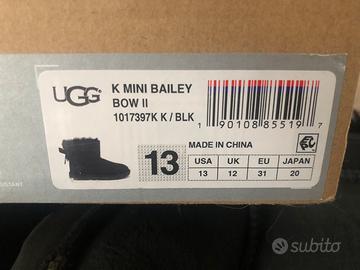 UGG
K MINI BAILEY
BOW II
1017397K K / BLK
1 90108 85519 7
13
MADE IN CHINA
USA UK EU JAPAN
13 12 31 20
subito